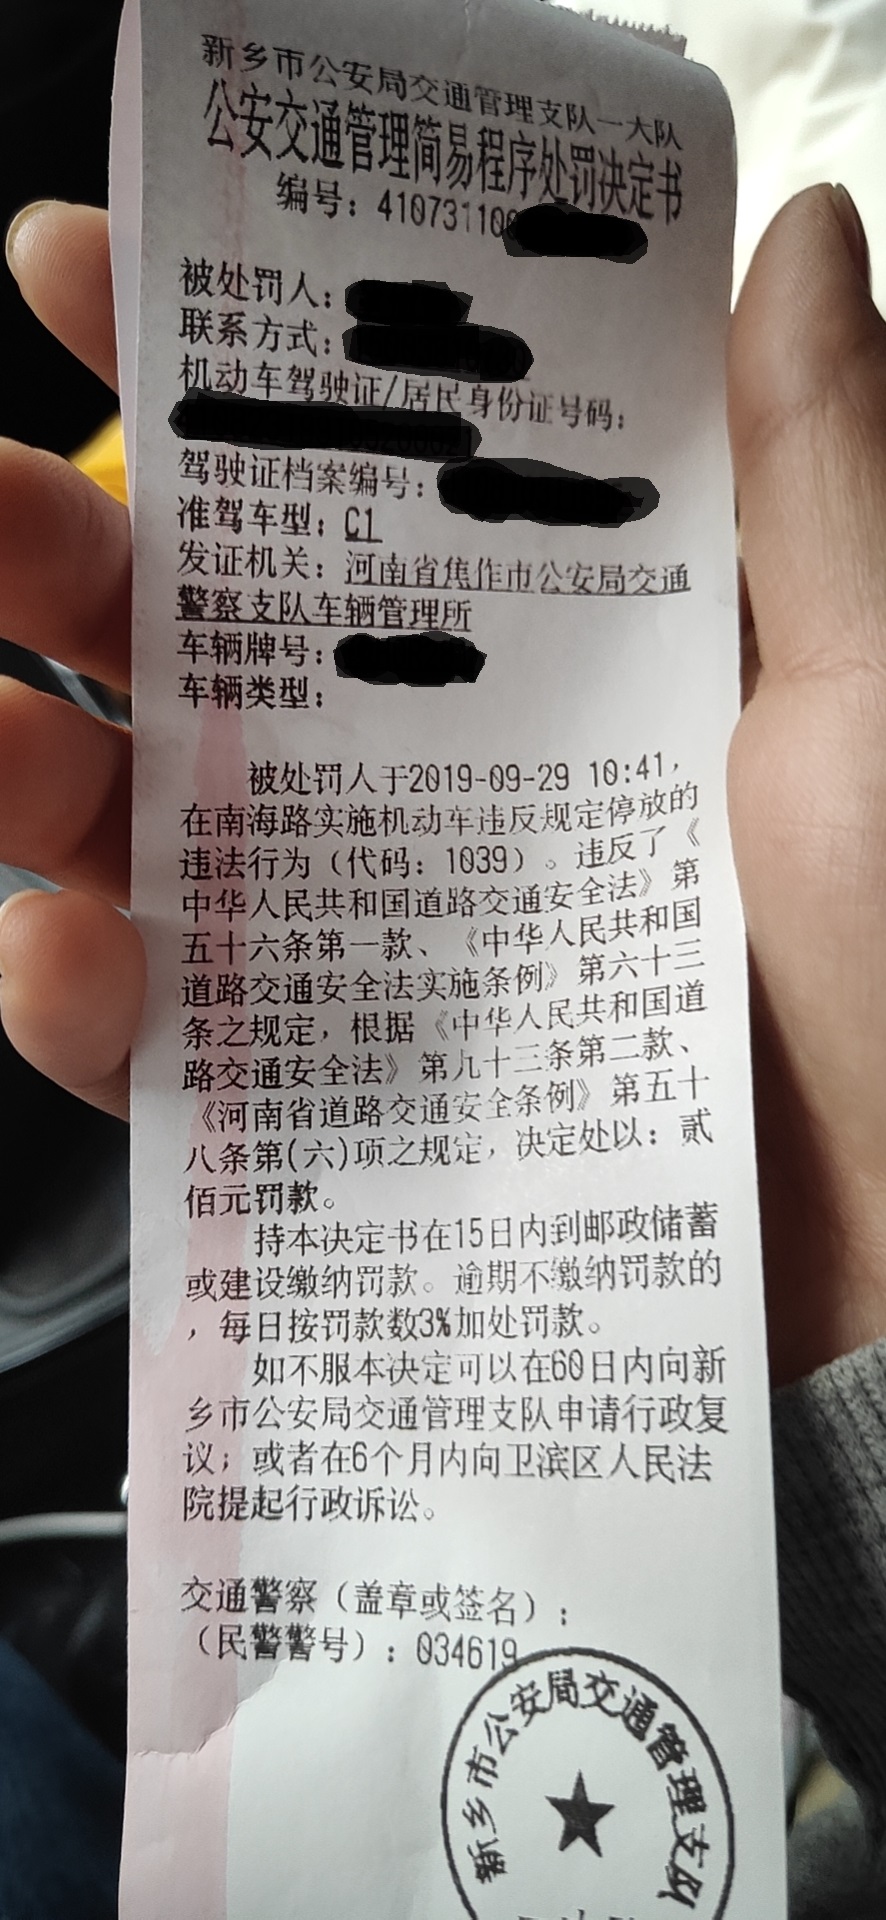 新乡市公安局交通管理支队一大队
公安交通管理简易程序处罚决定书
编号：410731100
被处罚人：
联系方式：
机动车驾驶证/居民身份证号码：
驾驶证档案编号：
准驾车型：C1
发证机关：河南省焦作市公安局交通
警察支队车辆管理所
车辆牌号：
车辆类型：
被处罚人于2019-09-29 10:41，
在南海路实施机动车违反规定停放的
违法行为（代码：1039）。违反了《
中华人民共和国道路交通安全法》第
五十六条第一款、《中华人民共和国
道路交通安全法实施条例》第六十三
条之规定，根据《中华人民共和国道
路交通安全法》第九十三条第二款、
《河南省道路交通安全条例》第五十
八条第(六)项之规定，决定处以：贰
佰元罚款。
持本决定书在15日内到邮政储蓄
或建设缴纳罚款。逾期不缴纳罚款的
，每日按罚款数3%加处罚款。
如不服本决定可以在60日内向新
乡市公安局交通管理支队申请行政复
议；或者在6个月内向卫滨区人民法
院提起行政诉讼。
交通警察（盖章或签名）：
（民警警号）：034619
新乡市公安局交通管理支队